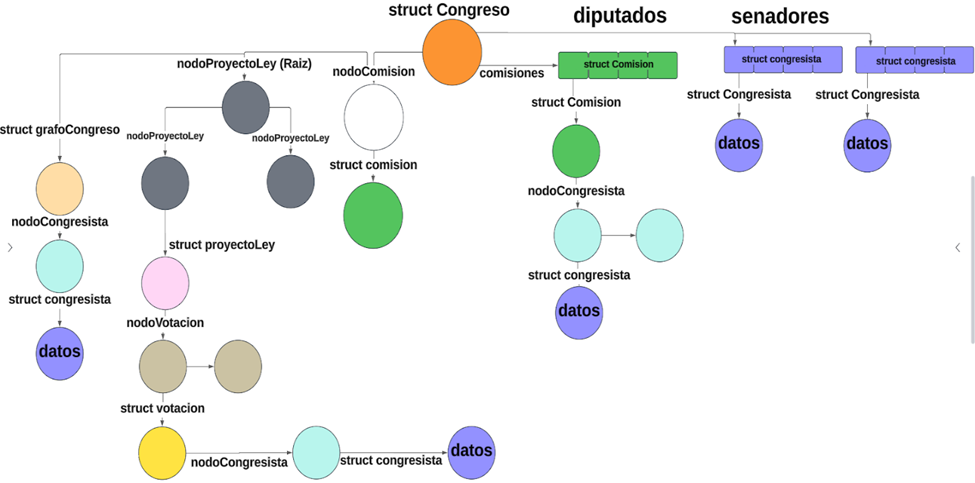 struct Congreso
diputados
senadores
nodoProyectoLey (Raiz)
nodoComision
comisiones
struct Comision
struct congresista
struct congresista
struct Comision
struct Congresista
struct Congresista
struct grafoCongreso
nodoProyectoLey
nodoProyectoLey
datos
datos
struct comision
nodoCongresista
nodoCongresista
struct proyectoLey
struct congresista
struct congresista
datos
nodoVotacion
datos
struct votacion
nodoCongresista
struct congresista
datos